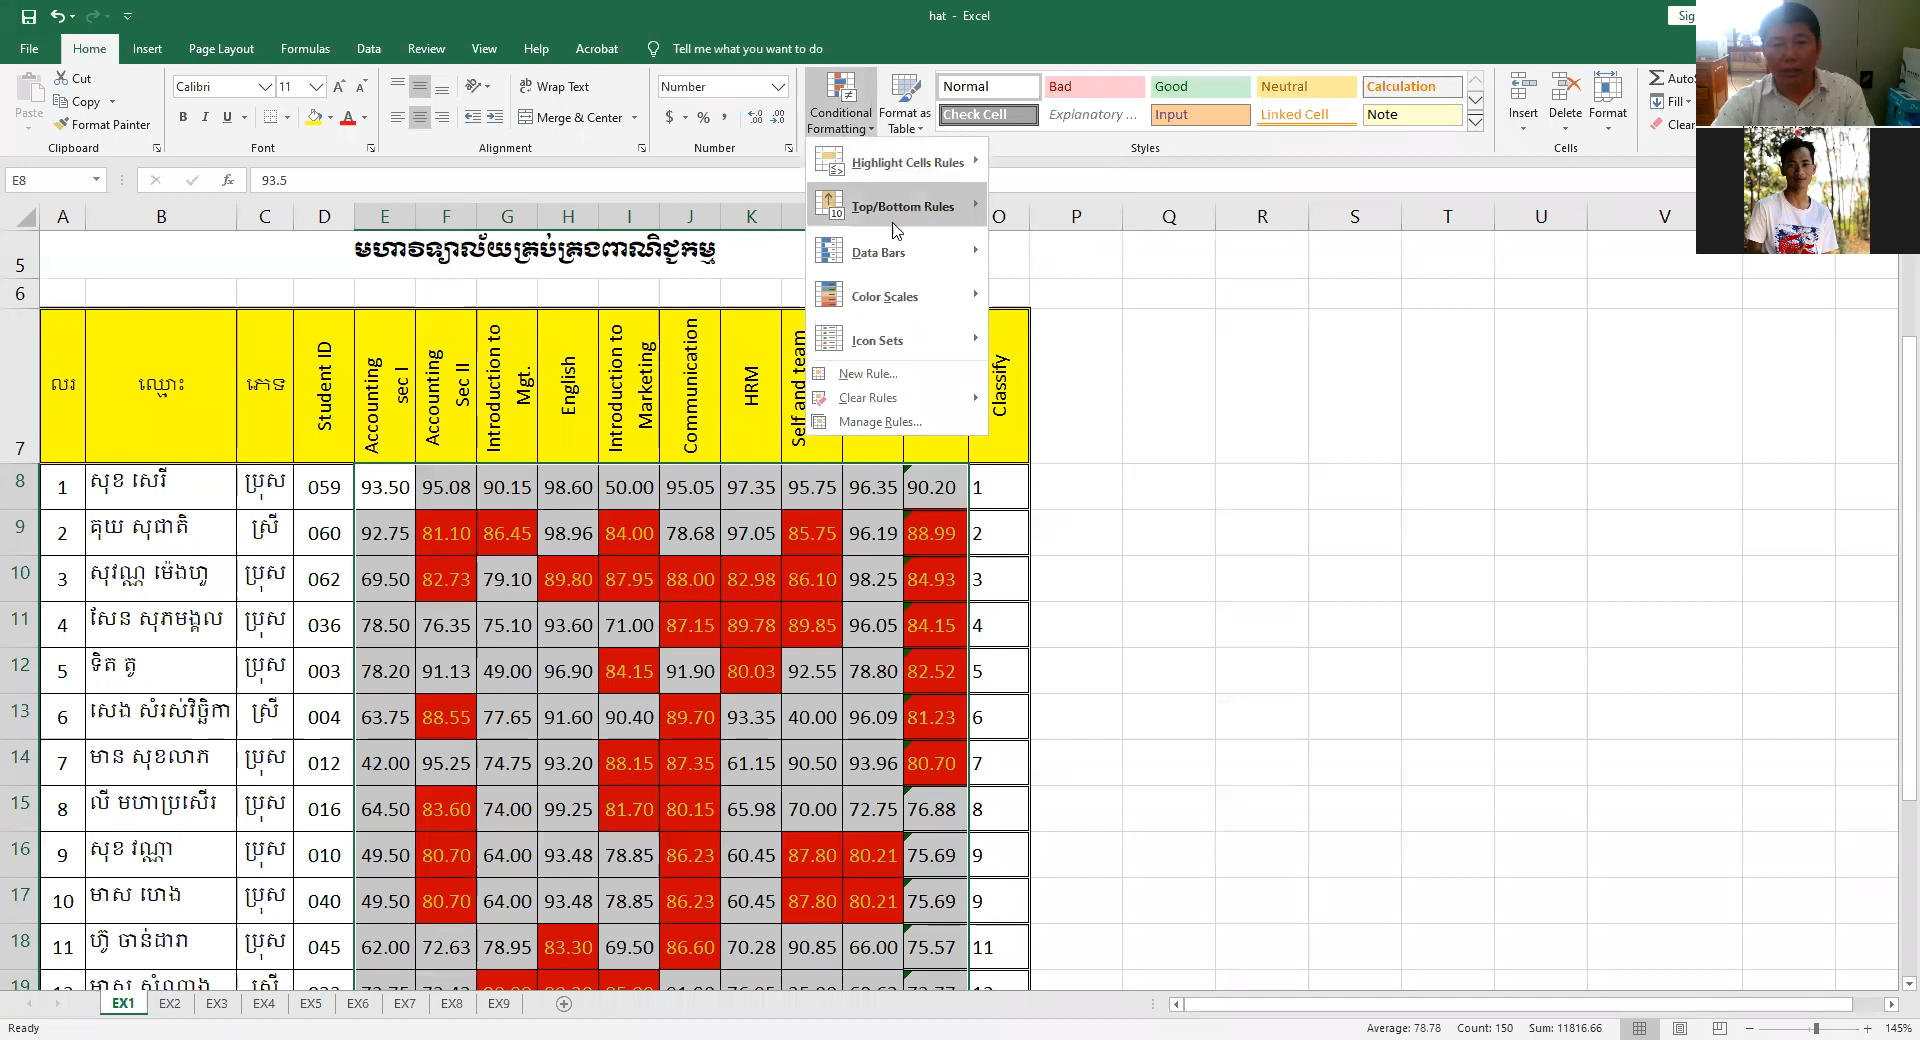 hat - Excel
Sig
File Home Insert Page Layout Formulas Data Review View Help Acrobat Tell me what you want to do
Paste Cut Copy Format Painter
Clipboard
Calibri 11
B I U
Font
Wrap Text
Merge & Center
Alignment
Number
$ % ,
Number
Conditional Formatting
Format as Table
Normal Bad Good Neutral Calculation
Check Cell Explanatory ... Input Linked Cell Note
Styles
Insert Delete Format
Cells
Fill
Clear
Highlight Cells Rules
Top/Bottom Rules
Data Bars
Color Scales
Icon Sets
New Rule...
Clear Rules
Manage Rules...
E8 fx 93.5
A B C D E F G H I J K O P Q R S T U V
5 មហាវិទ្យាល័យគ្រប់គ្រងពាណិជ្ជកម្ម
6
7 លរ ឈ្មោះ ភេទ Student ID Accounting sec I Accounting Sec II Introduction to Mgt. English Introduction to Marketing Communication HRM Self and team Classify
8 1 សុខ សេរី ប្រុស 059 93.50 95.08 90.15 98.60 50.00 95.05 97.35 95.75 96.35 90.20 1
9 2 គុយ សុជាតិ ស្រី 060 92.75 81.10 86.45 98.96 84.00 78.68 97.05 85.75 96.19 88.99 2
10 3 សុវណ្ណ ម៉េងហួ ប្រុស 062 69.50 82.73 79.10 89.80 87.95 88.00 82.98 86.10 98.25 84.93 3
11 4 សែន សុភមង្គល ប្រុស 036 78.50 76.35 75.10 93.60 71.00 87.15 89.78 89.85 96.05 84.15 4
12 5 ទិត តូ ប្រុស 003 78.20 91.13 49.00 96.90 84.15 91.90 80.03 92.55 78.80 82.52 5
13 6 សេង សំរស់វិច្ឆិកា ស្រី 004 63.75 88.55 77.65 91.60 90.40 89.70 93.35 40.00 96.09 81.23 6
14 7 មាន សុខលាភ ប្រុស 012 42.00 95.25 74.75 93.20 88.15 87.35 61.15 90.50 93.96 80.70 7
15 8 លី មហាប្រសើរ ប្រុស 016 64.50 83.60 74.00 99.25 81.70 80.15 65.98 70.00 72.75 76.88 8
16 9 សុខ វណ្ណា ប្រុស 010 49.50 80.70 64.00 93.48 78.85 86.23 60.45 87.80 80.21 75.69 9
17 10 មាស ហេង ប្រុស 040 49.50 80.70 64.00 93.48 78.85 86.23 60.45 87.80 80.21 75.69 9
18 11 ហ៊ូ ចាន់ដារា ប្រុស 045 62.00 72.63 78.95 83.30 69.50 86.60 70.28 90.85 66.00 75.57 11
EX1 EX2 EX3 EX4 EX5 EX6 EX7 EX8 EX9
Ready Average: 78.78 Count: 150 Sum: 11816.66 145%